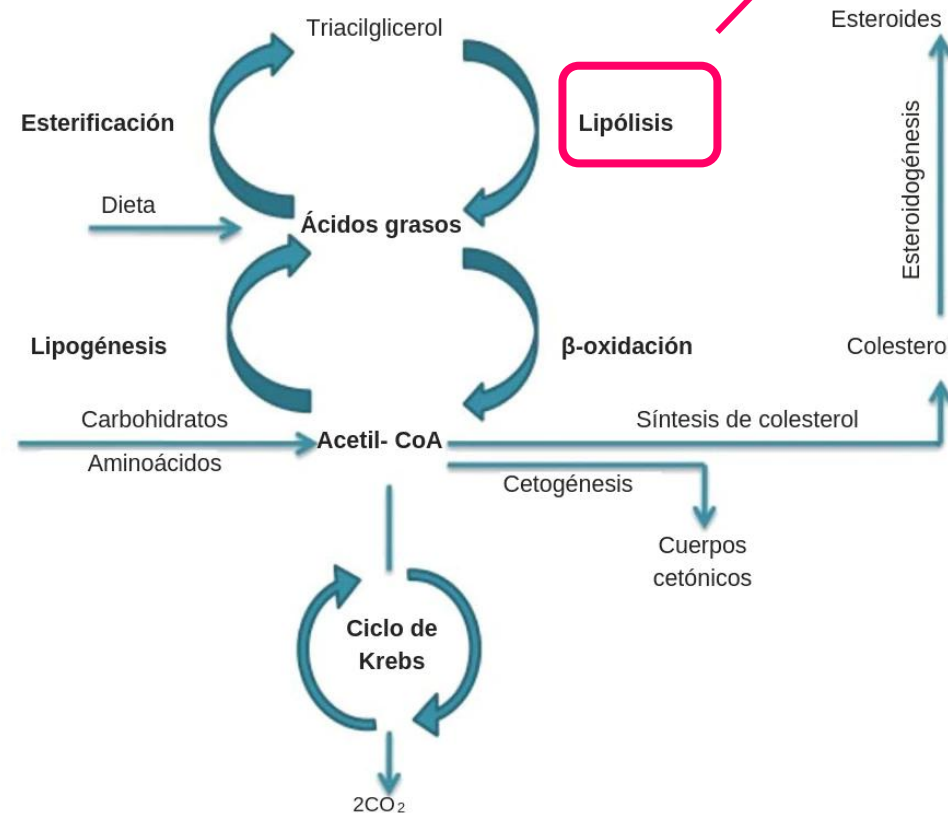 Triacilglicerol
Esteroides
Esterificación
Lipólisis
Esteroidogénesis
Dieta
Ácidos grasos
Lipogénesis
β-oxidación
Colestero
Carbohidratos
Síntesis de colesterol
Acetil- CoA
Aminoácidos
Cetogénesis
Cuerpos
cetónicos
Ciclo de
Krebs
2CO₂